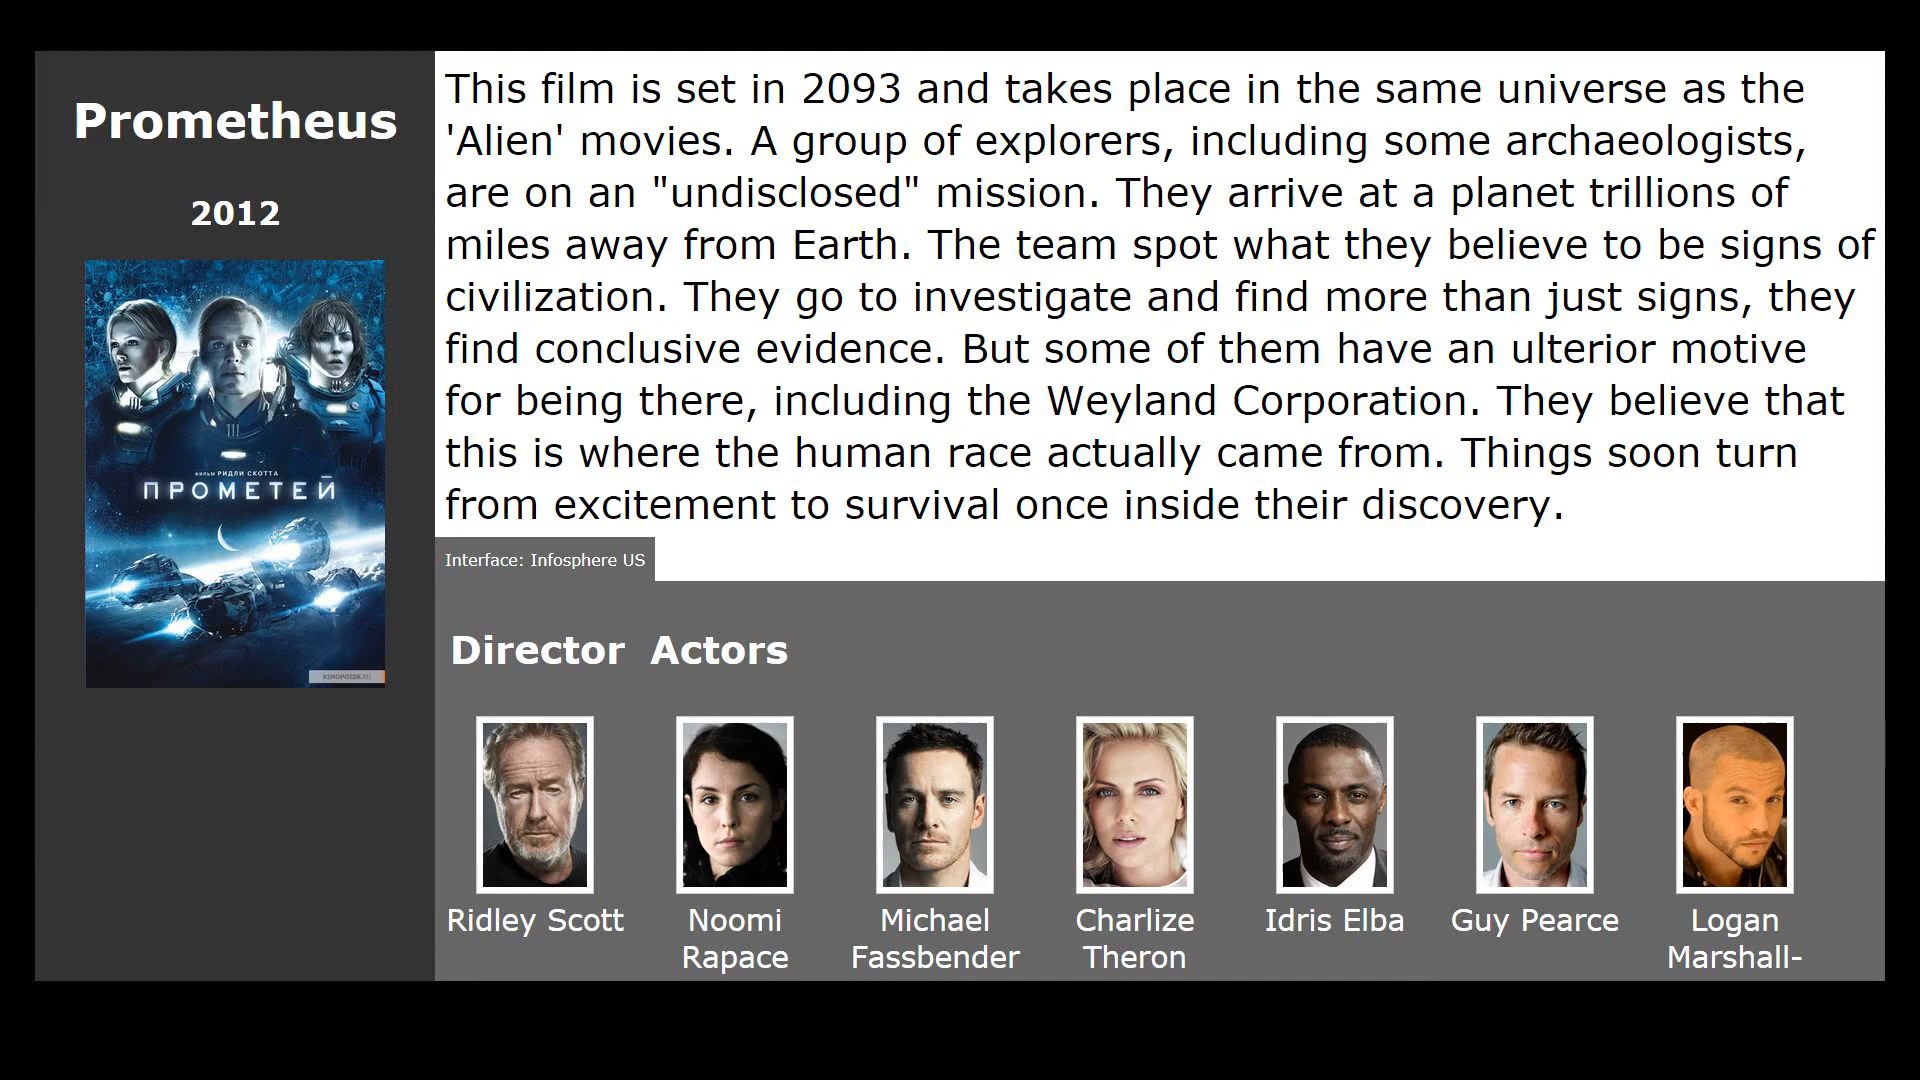 Prometheus
2012
фильм РИДЛИ СКОТТА
ПРОМЕТЕЙ
KINOPOISK.RU
This film is set in 2093 and takes place in the same universe as the
'Alien' movies. A group of explorers, including some archaeologists,
are on an "undisclosed" mission. They arrive at a planet trillions of
miles away from Earth. The team spot what they believe to be signs of
civilization. They go to investigate and find more than just signs, they
find conclusive evidence. But some of them have an ulterior motive
for being there, including the Weyland Corporation. They believe that
this is where the human race actually came from. Things soon turn
from excitement to survival once inside their discovery.
Interface: Infosphere US
Director Actors
Ridley Scott
Noomi
Rapace
Michael
Fassbender
Charlize
Theron
Idris Elba
Guy Pearce
Logan
Marshall-